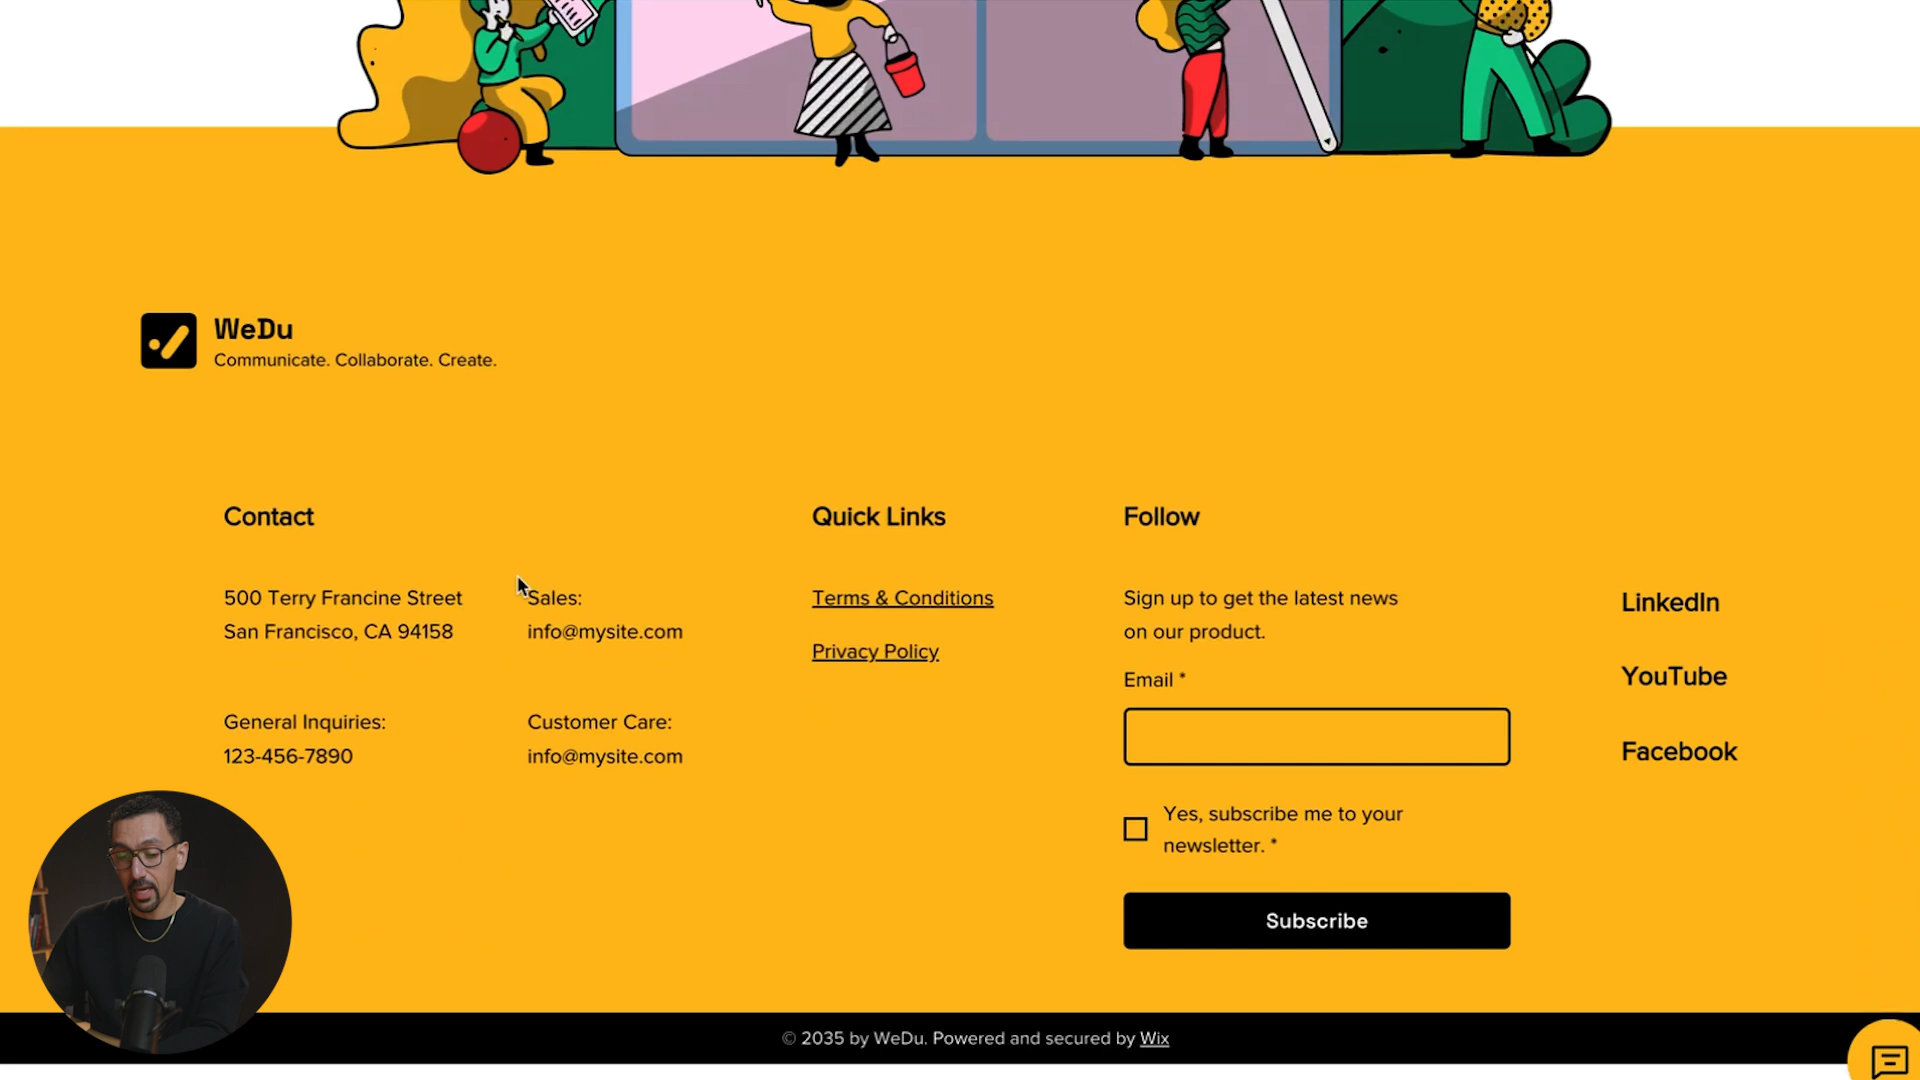 WeDu
Communicate. Collaborate. Create.
Contact
500 Terry Francine Street
San Francisco, CA 94158
General Inquiries:
123-456-7890
Sales:
info@mysite.com
Customer Care:
info@mysite.com
Quick Links
Terms & Conditions
Privacy Policy
Follow
Sign up to get the latest news
on our product.
Email *
Yes, subscribe me to your
newsletter. *
Subscribe
LinkedIn
YouTube
Facebook
© 2035 by WeDu. Powered and secured by Wix